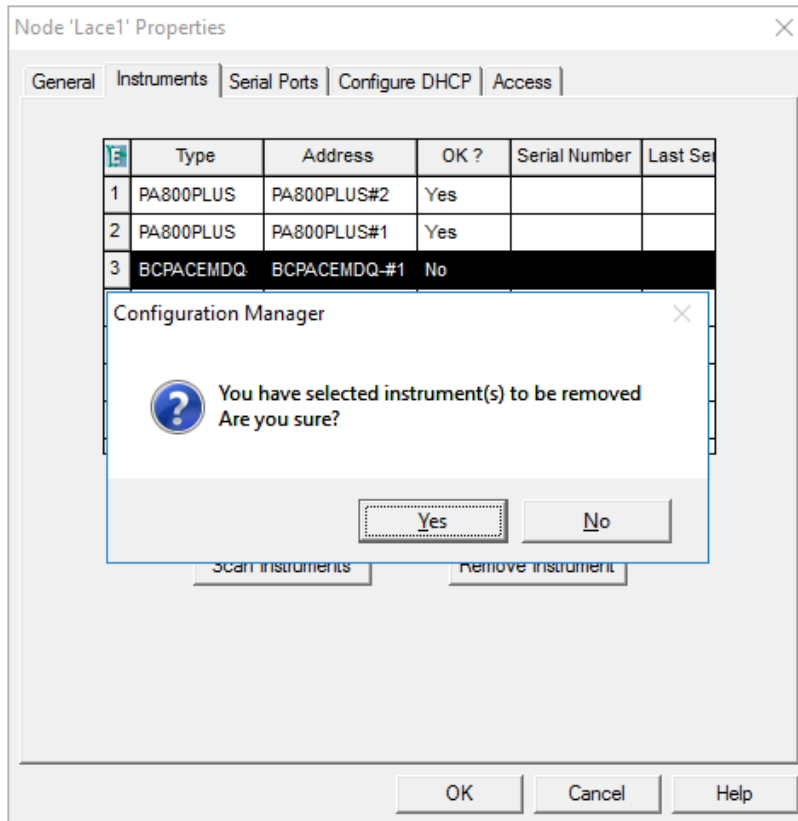 Node 'Lace1' Properties
General Instruments Serial Ports Configure DHCP Access
Type Address OK ? Serial Number Last Ser
1 PA800PLUS PA800PLUS#2 Yes
2 PA800PLUS PA800PLUS#1 Yes
3 BCPACEMDQ- BCPACEMDQ-#1 No
Configuration Manager
You have selected instrument(s) to be removed
Are you sure?
Yes No
Scan Instruments Remove Instrument
OK Cancel Help